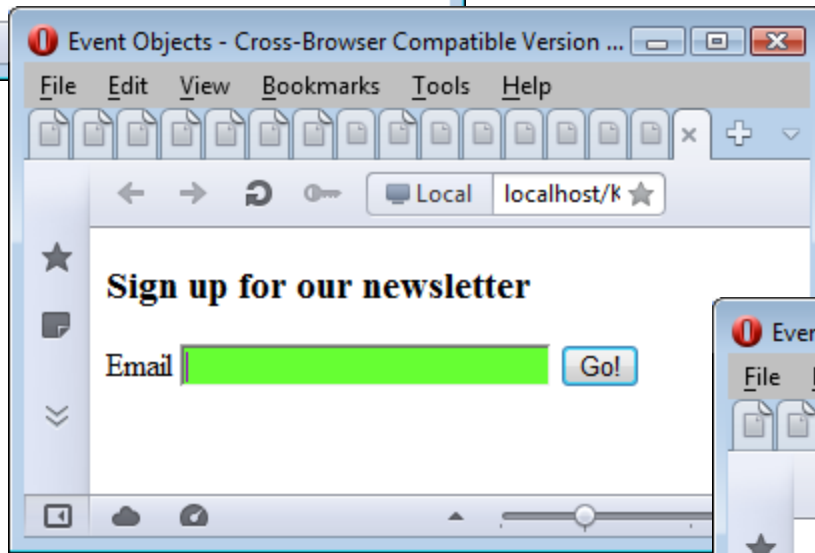 Event Objects - Cross-Browser Compatible Version ...
File Edit View Bookmarks Tools Help
Local localhost/K
Sign up for our newsletter
Email Go!
Ever
File